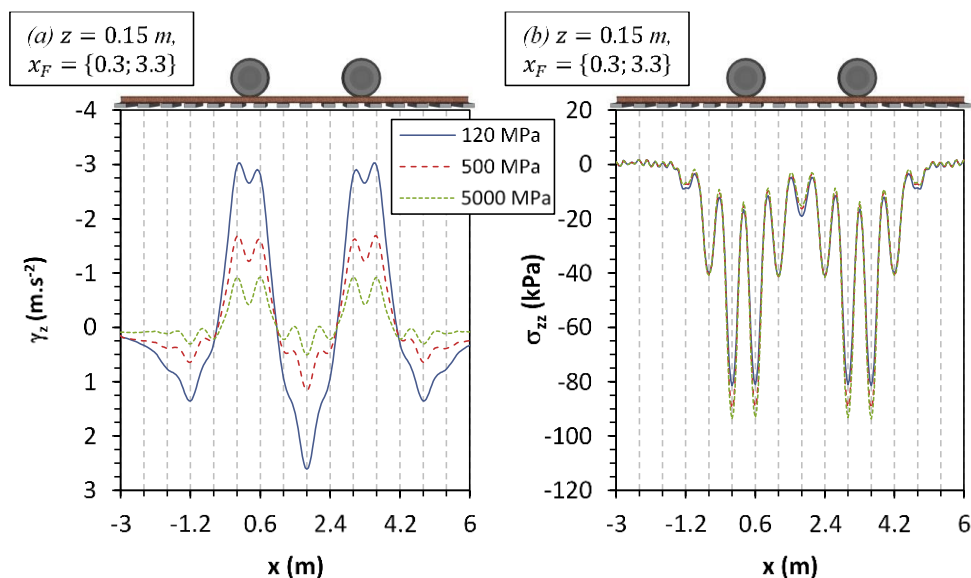 (a) z = 0.15 m,
x_F = {0.3; 3.3}
(b) z = 0.15 m,
x_F = {0.3; 3.3}
-4
-3
-2
-1
0
1
2
3
γ_z (m.s⁻²)
120 MPa
500 MPa
5000 MPa
-3 -1.2 0.6 2.4 4.2 6
x (m)
20
0
-20
-40
-60
-80
-100
-120
σ_zz (kPa)
-3 -1.2 0.6 2.4 4.2 6
x (m)